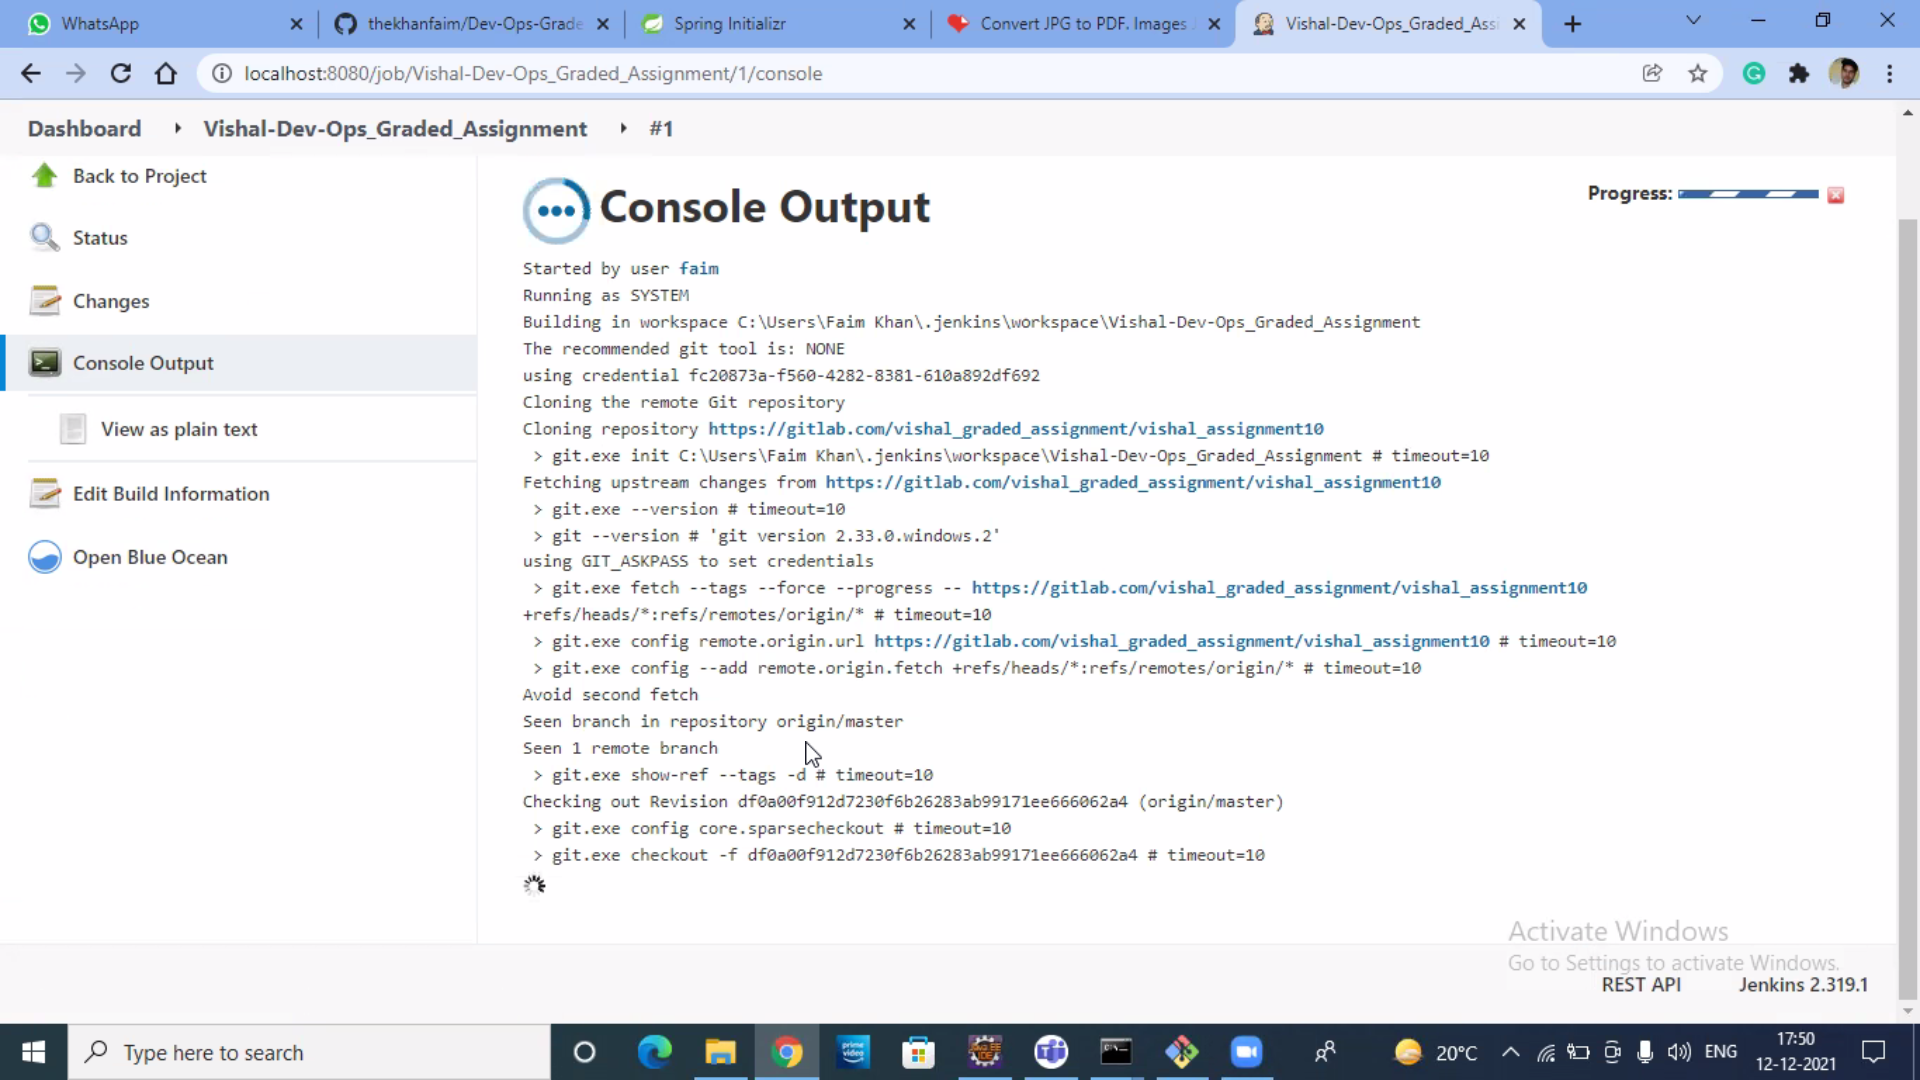 WhatsApp
thekhanfaim/Dev-Ops-Grade
Spring Initializr
Convert JPG to PDF. Images J
Vishal-Dev-Ops_Graded_Assi
localhost:8080/job/Vishal-Dev-Ops_Graded_Assignment/1/console
Dashboard Vishal-Dev-Ops_Graded_Assignment #1
Back to Project
Status
Changes
Console Output
View as plain text
Edit Build Information
Open Blue Ocean
Console Output
Progress:
Started by user faim
Running as SYSTEM
Building in workspace C:\Users\Faim Khan\.jenkins\workspace\Vishal-Dev-Ops_Graded_Assignment
The recommended git tool is: NONE
using credential fc20873a-f560-4282-8381-610a892df692
Cloning the remote Git repository
Cloning repository https://gitlab.com/vishal_graded_assignment/vishal_assignment10
> git.exe init C:\Users\Faim Khan\.jenkins\workspace\Vishal-Dev-Ops_Graded_Assignment # timeout=10
Fetching upstream changes from https://gitlab.com/vishal_graded_assignment/vishal_assignment10
> git.exe --version # timeout=10
> git --version # 'git version 2.33.0.windows.2'
using GIT_ASKPASS to set credentials
> git.exe fetch --tags --force --progress -- https://gitlab.com/vishal_graded_assignment/vishal_assignment10
+refs/heads/*:refs/remotes/origin/* # timeout=10
> git.exe config remote.origin.url https://gitlab.com/vishal_graded_assignment/vishal_assignment10 # timeout=10
> git.exe config --add remote.origin.fetch +refs/heads/*:refs/remotes/origin/* # timeout=10
Avoid second fetch
Seen branch in repository origin/master
Seen 1 remote branch
> git.exe show-ref --tags -d # timeout=10
Checking out Revision df0a00f912d7230f6b26283ab99171ee666062a4 (origin/master)
> git.exe config core.sparsecheckout # timeout=10
> git.exe checkout -f df0a00f912d7230f6b26283ab99171ee666062a4 # timeout=10
Activate Windows
Go to Settings to activate Windows.
REST API
Jenkins 2.319.1
Type here to search
prime video
20°C
ENG
17:50
12-12-2021